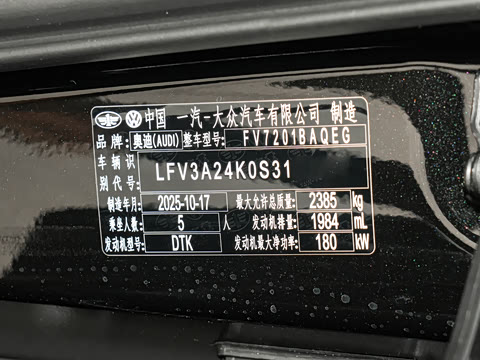 中国 一汽-大众汽车有限公司 制造
品牌: 奥迪(AUDI) 整车型号: FV7201BAQEG
车辆识别代号: LFV3A24K0S31
制造年月: 2025-10-17 最大允许总质量: 2385 kg
乘坐人数: 5 人 发动机排量: 1984 mL
发动机型号: DTK 发动机最大净功率: 180 kW